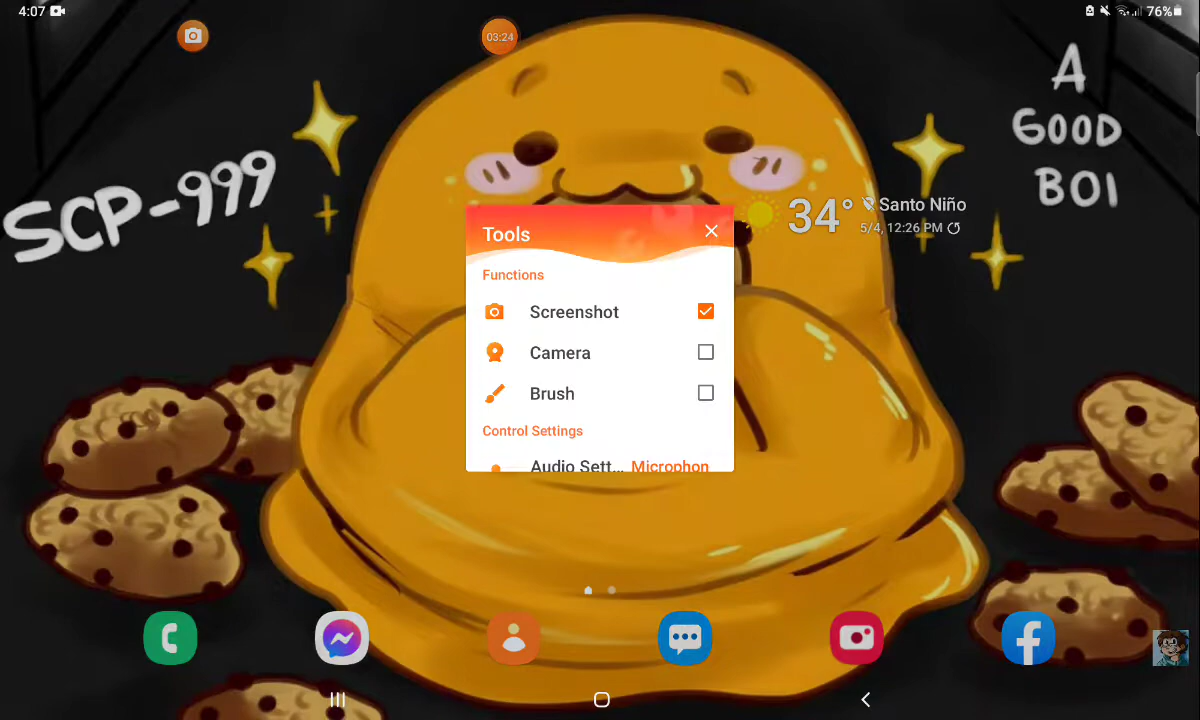 4:07
76%
03:24
A
GOOD
BOI
SCP-999
34°
Santo Niño
5/4, 12:26 PM
Tools
Functions
Screenshot
Camera
Brush
Control Settings
Audio Sett... Microphon